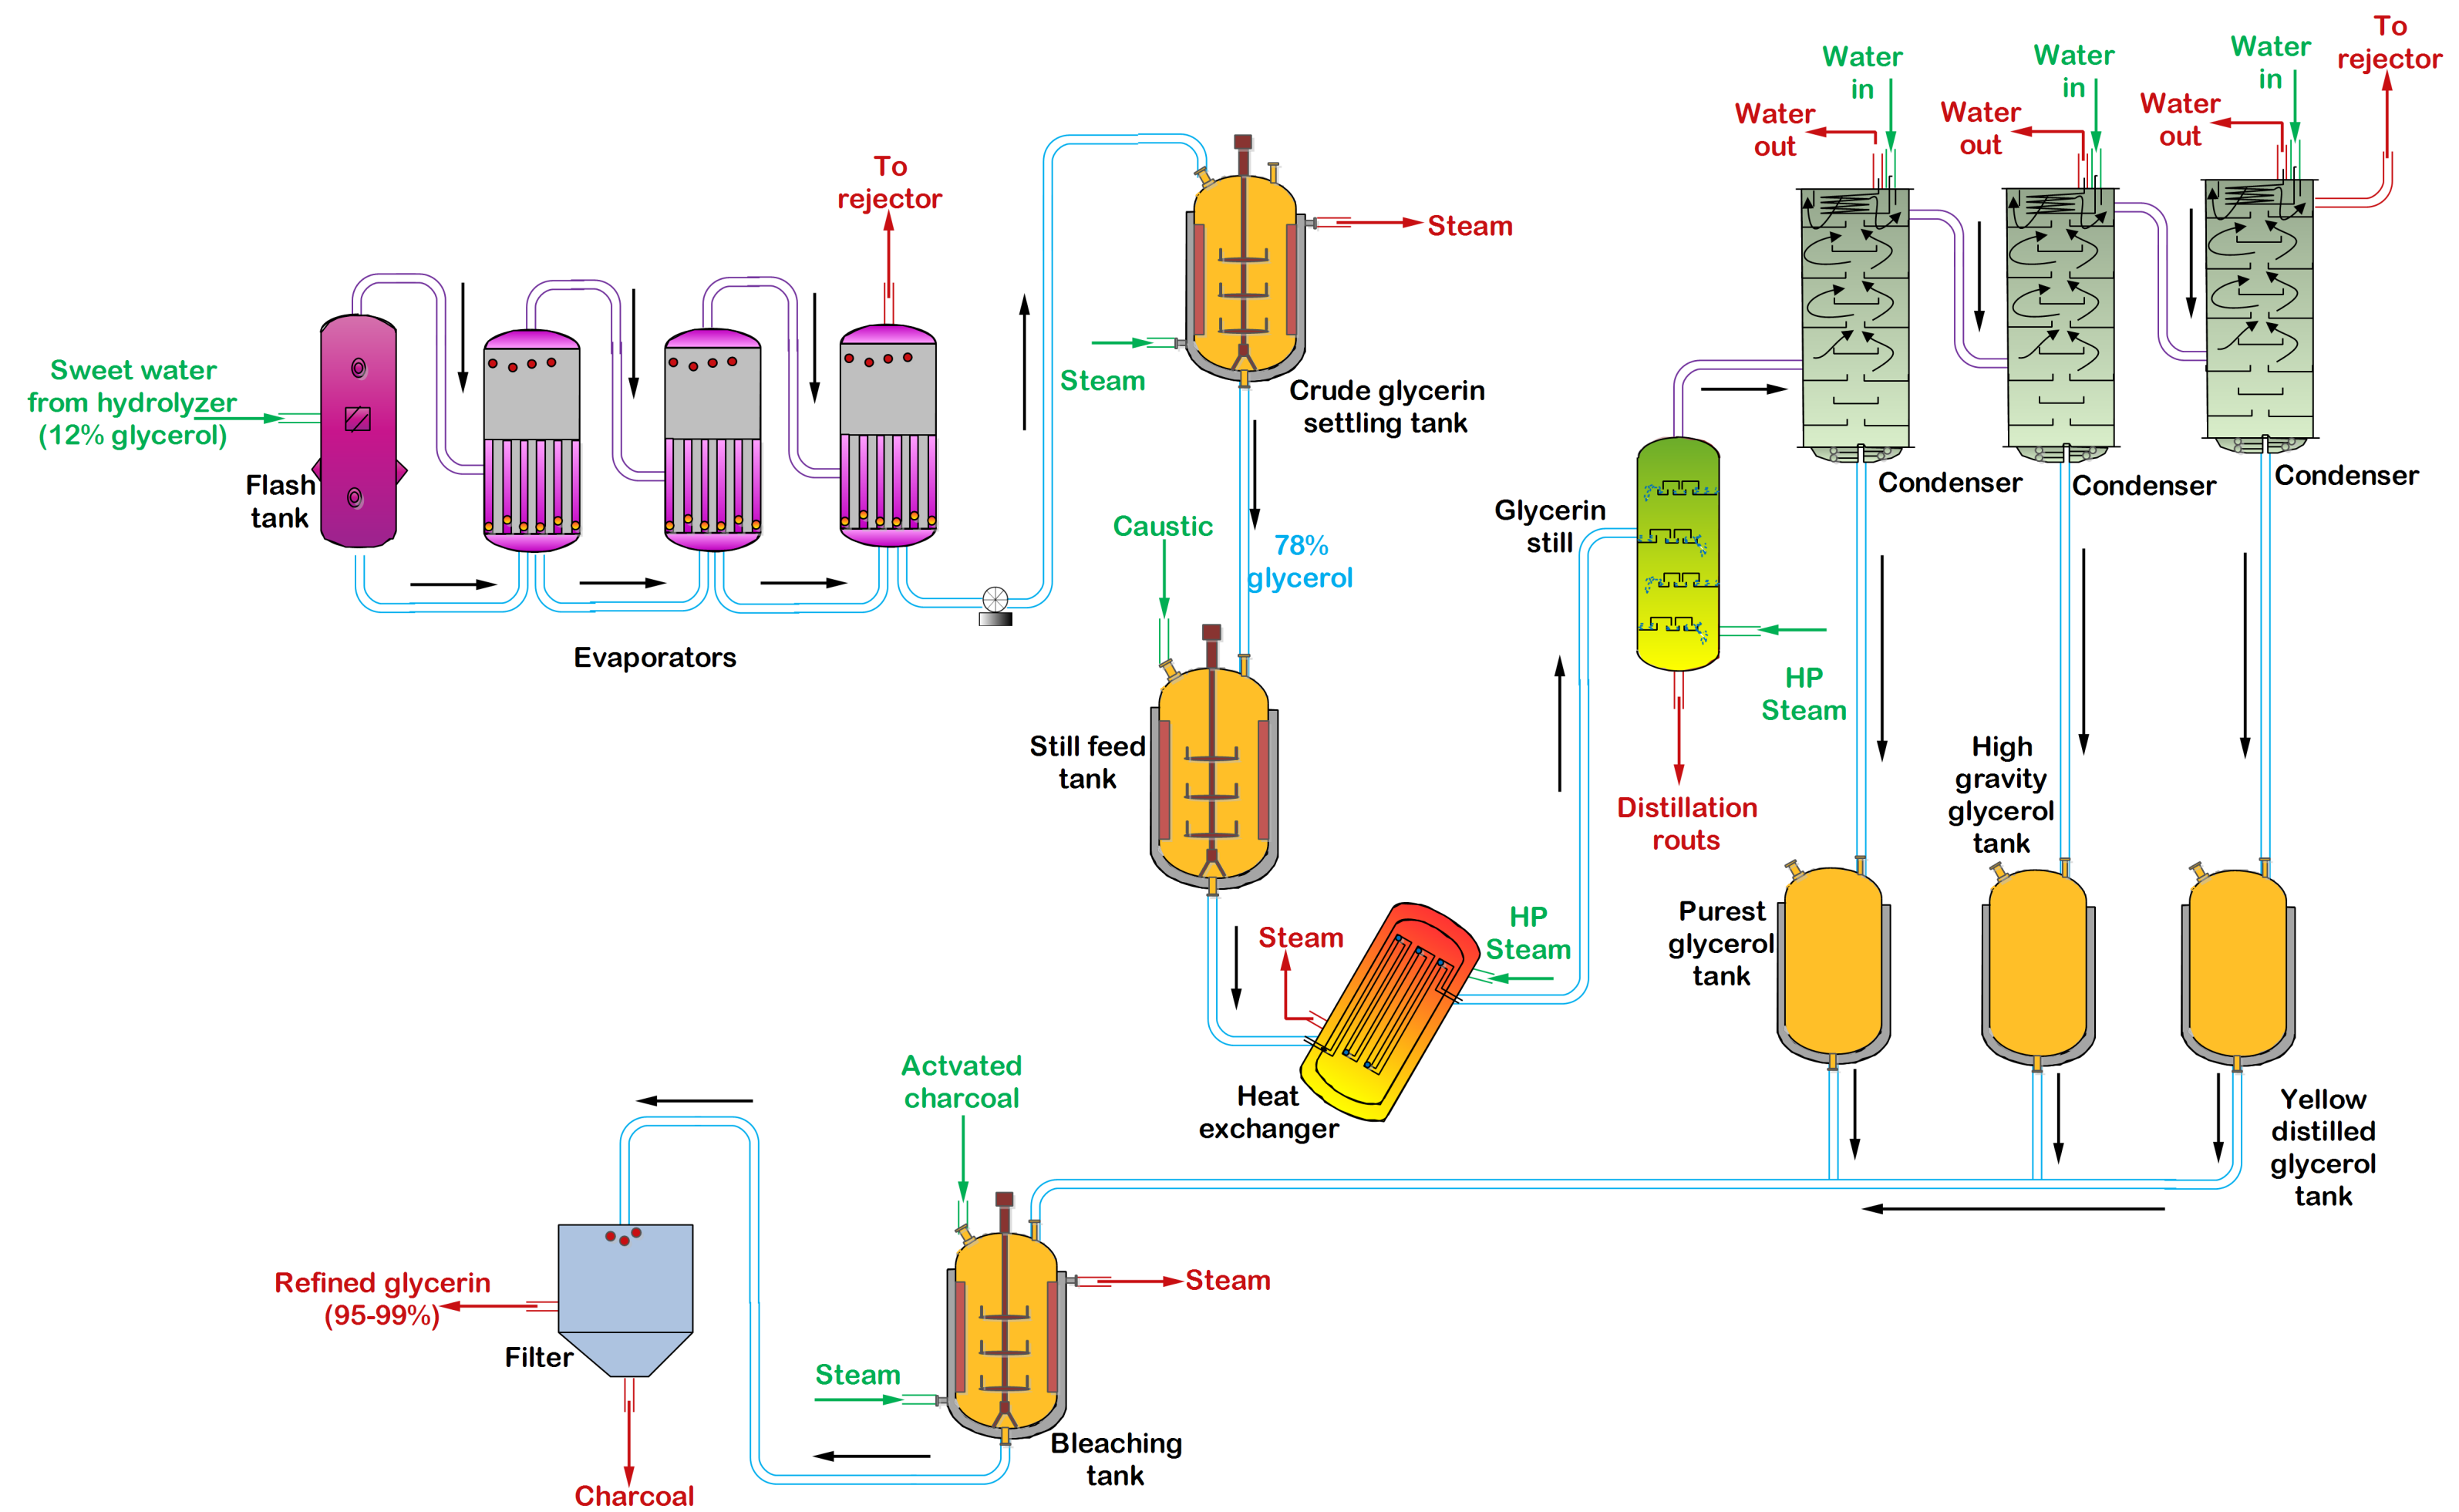 To
rejector
Water
in
Water
in
Water
in
Water
out
Water
out
Water
out
To
rejector
Steam
Steam
Crude glycerin
settling tank
Sweet water
from hydrolyzer
(12% glycerol)
Flash
tank
Evaporators
Condenser
Condenser
Condenser
Glycerin
still
Caustic
78%
glycerol
HP
Steam
Still feed
tank
High
gravity
glycerol
tank
Distillation
routs
Purest
glycerol
tank
HP
Steam
Steam
Heat
exchanger
Actvated
charcoal
Yellow
distilled
glycerol
tank
Refined glycerin
(95-99%)
Steam
Filter
Steam
Bleaching
tank
Charcoal